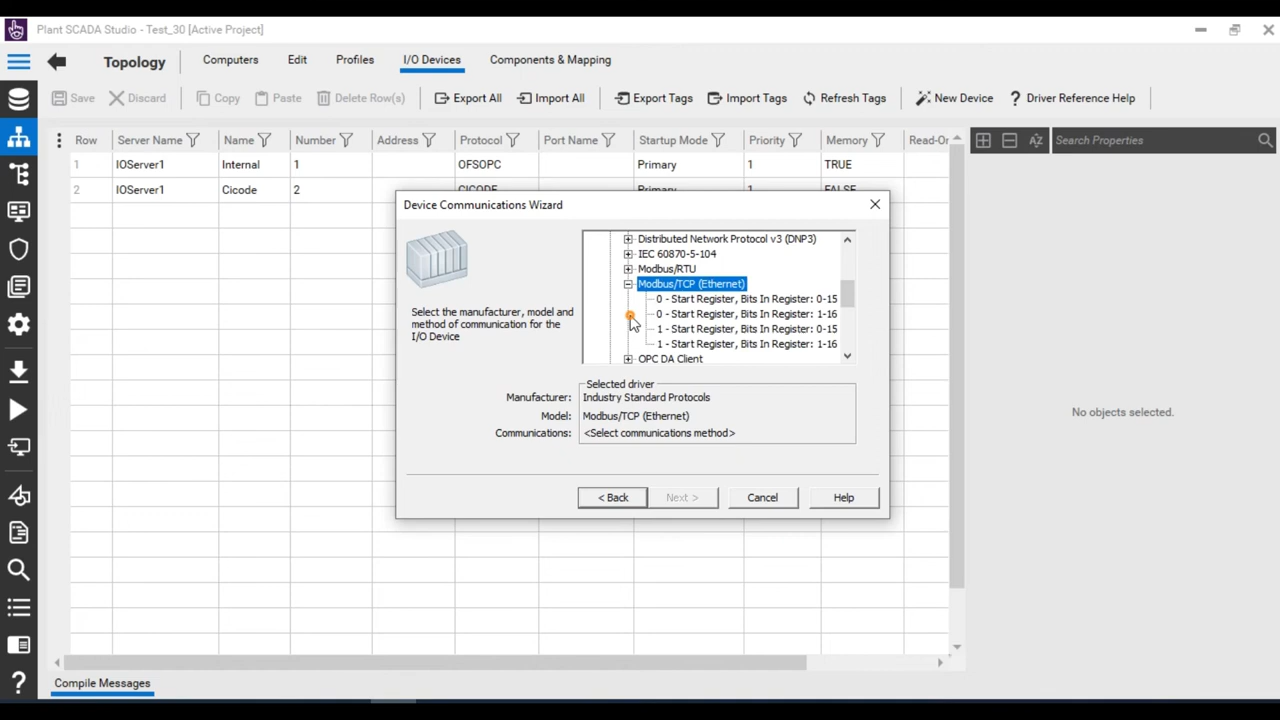 Plant SCADA Studio - Test_30 [Active Project]
Topology Computers Edit Profiles I/O Devices Components & Mapping
Save Discard Copy Paste Delete Row(s) Export All Import All Export Tags Import Tags Refresh Tags New Device Driver Reference Help
Row Server Name Name Number Address Protocol Port Name Startup Mode Priority Memory Read-Or
Search Properties
1 IOServer1 Internal 1 OFSOPC Primary 1 TRUE
2 IOServer1 Cicode 2 CICODE Primary 1 FALSE
Device Communications Wizard
Distributed Network Protocol v3 (DNP3)
IEC 60870-5-104
Modbus/RTU
Modbus/TCP (Ethernet)
0 - Start Register, Bits In Register: 0-15
0 - Start Register, Bits In Register: 1-16
1 - Start Register, Bits In Register: 0-15
1 - Start Register, Bits In Register: 1-16
OPC DA Client
Select the manufacturer, model and
method of communication for the
I/O Device
Selected driver
Manufacturer: Industry Standard Protocols
Model: Modbus/TCP (Ethernet)
Communications: <Select communications method>
< Back Next > Cancel Help
No objects selected.
Compile Messages